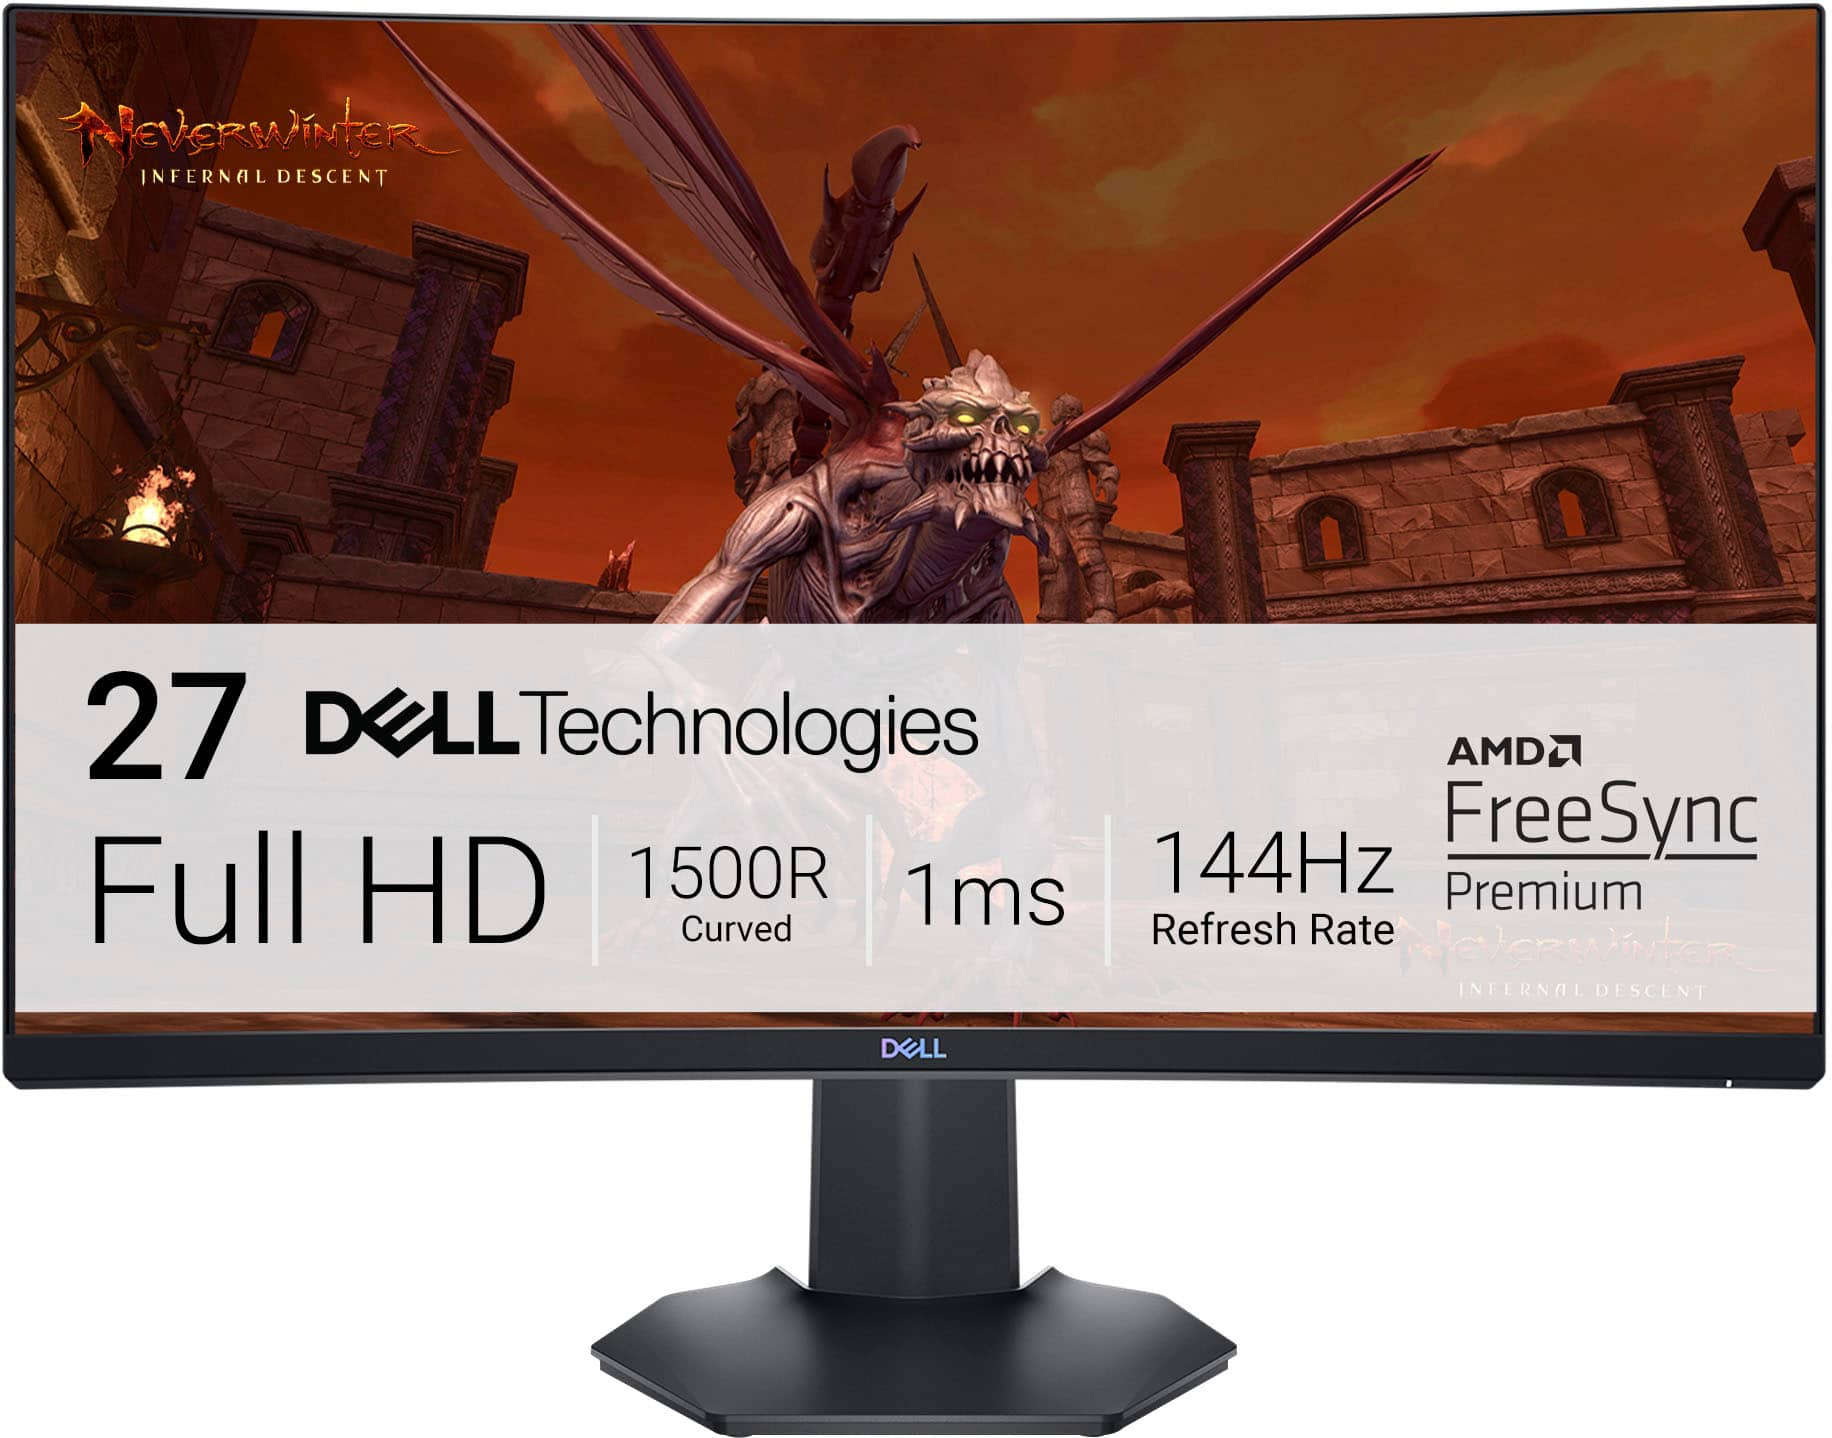 NEVERWINTER
INFERNAL DESCENT
27 DELL Technologies
Full HD
1500R
Curved
1ms
144Hz
Refresh Rate
AMD
FreeSync
Premium
NEVERWINTER
INFERNAL DESCENT
DELL